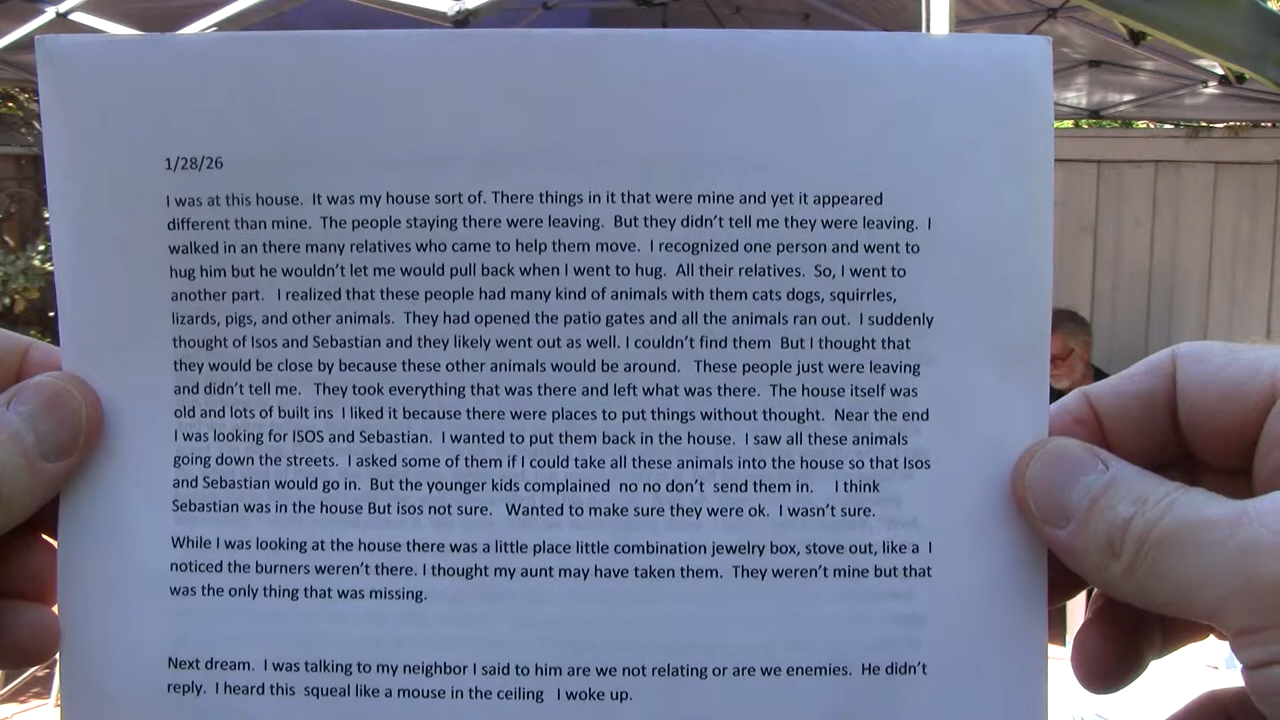 1/28/26
I was at this house. It was my house sort of. There things in it that were mine and yet it appeared
different than mine. The people staying there were leaving. But they didn't tell me they were leaving. I
walked in an there many relatives who came to help them move. I recognized one person and went to
hug him but he wouldn't let me would pull back when I went to hug. All their relatives. So, I went to
another part. I realized that these people had many kind of animals with them cats dogs, squirrles,
lizards, pigs, and other animals. They had opened the patio gates and all the animals ran out. I suddenly
thought of Isos and Sebastian and they likely went out as well. I couldn't find them But I thought that
they would be close by because these other animals would be around. These people just were leaving
and didn't tell me. They took everything that was there and left what was there. The house itself was
old and lots of built ins I liked it because there were places to put things without thought. Near the end
I was looking for ISOS and Sebastian. I wanted to put them back in the house. I saw all these animals
going down the streets. I asked some of them if I could take all these animals into the house so that Isos
and Sebastian would go in. But the younger kids complained no no don't send them in. I think
Sebastian was in the house But isos not sure. Wanted to make sure they were ok. I wasn't sure.
While I was looking at the house there was a little place little combination jewelry box, stove out, like a I
noticed the burners weren't there. I thought my aunt may have taken them. They weren't mine but that
was the only thing that was missing.
Next dream. I was talking to my neighbor I said to him are we not relating or are we enemies. He didn't
reply. I heard this squeal like a mouse in the ceiling I woke up.